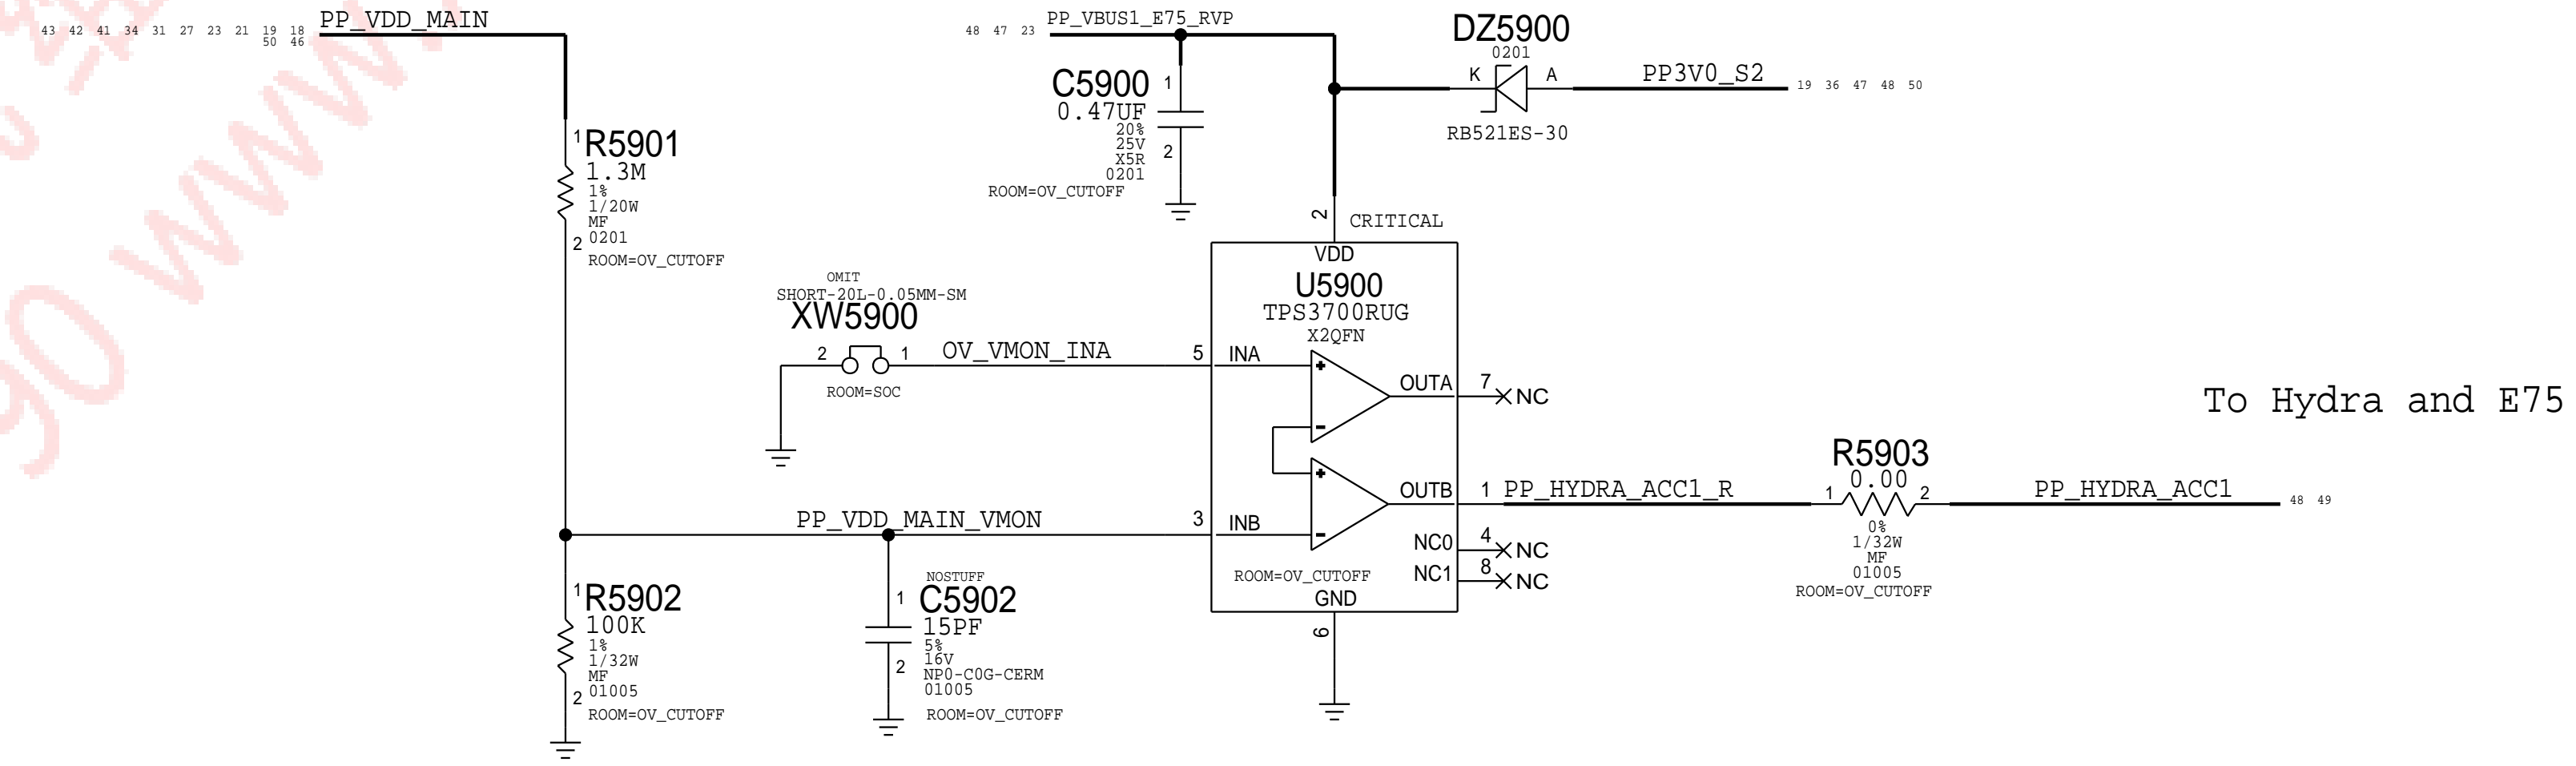 PP_VDD_MAIN
43 42 41 34 31 27 23 21 19 18
50 46
1
R5901
1.3M
1%
1/20W
MF
0201
2
ROOM=OV_CUTOFF
PP_VBUS1_E75_RVP
48 47 23
C5900
1
0.47UF
20%
25V
X5R
0201
2
ROOM=OV_CUTOFF
DZ5900
0201
K
A
RB521ES-30
PP3V0_S2
19 36 47 48 50
2
CRITICAL
VDD
U5900
TPS3700RUG
X2QFN
OMIT
SHORT-20L-0.05MM-SM
XW5900
2
1
ROOM=SOC
OV_VMON_INA
5
INA
OUTA
7
NC
To Hydra and E75
OUTB
1
PP_HYDRA_ACC1_R
R5903
0.00
1
2
0%
1/32W
MF
01005
ROOM=OV_CUTOFF
PP_HYDRA_ACC1
48 49
PP_VDD_MAIN_VMON
3
INB
NC0
4
NC
NC1
8
NC
ROOM=OV_CUTOFF
GND
6
1
R5902
100K
1%
1/32W
MF
01005
2
ROOM=OV_CUTOFF
NOSTUFF
1
C5902
15PF
5%
16V
2
NP0-C0G-CERM
01005
ROOM=OV_CUTOFF
90 www.